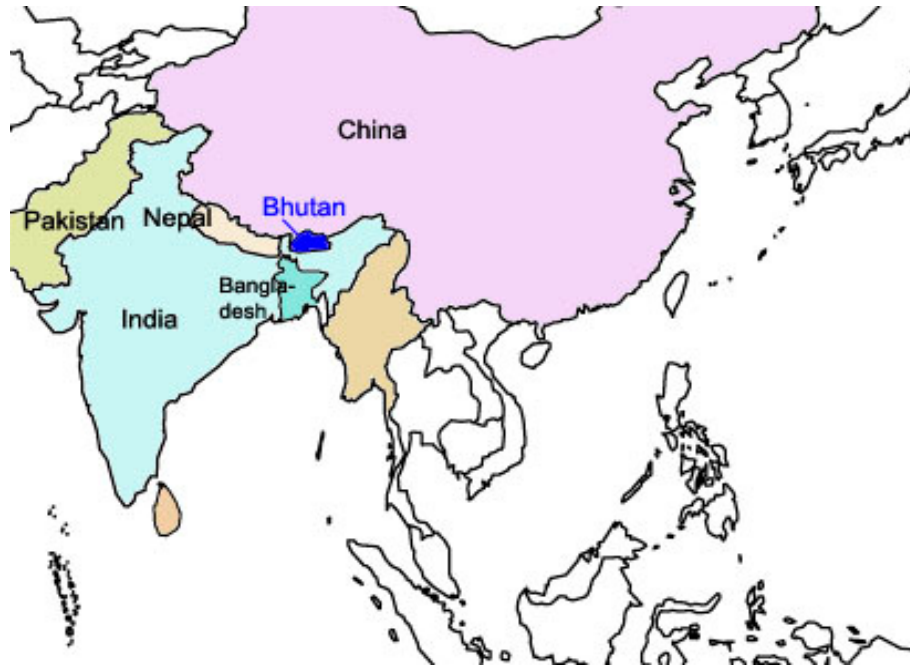 China
Bhutan
Pakistan
Nepal
Bangla-
desh
India